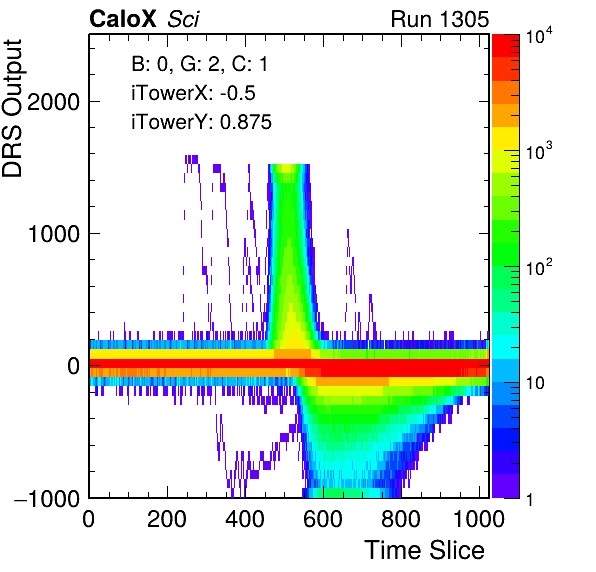 CaloX Sci Run 1305
B: 0, G: 2, C: 1
iTowerX: -0.5
iTowerY: 0.875
DRS Output
2000
1000
0
−1000
0 200 400 600 800 1000
Time Slice
10^4
10^3
10^2
10
1